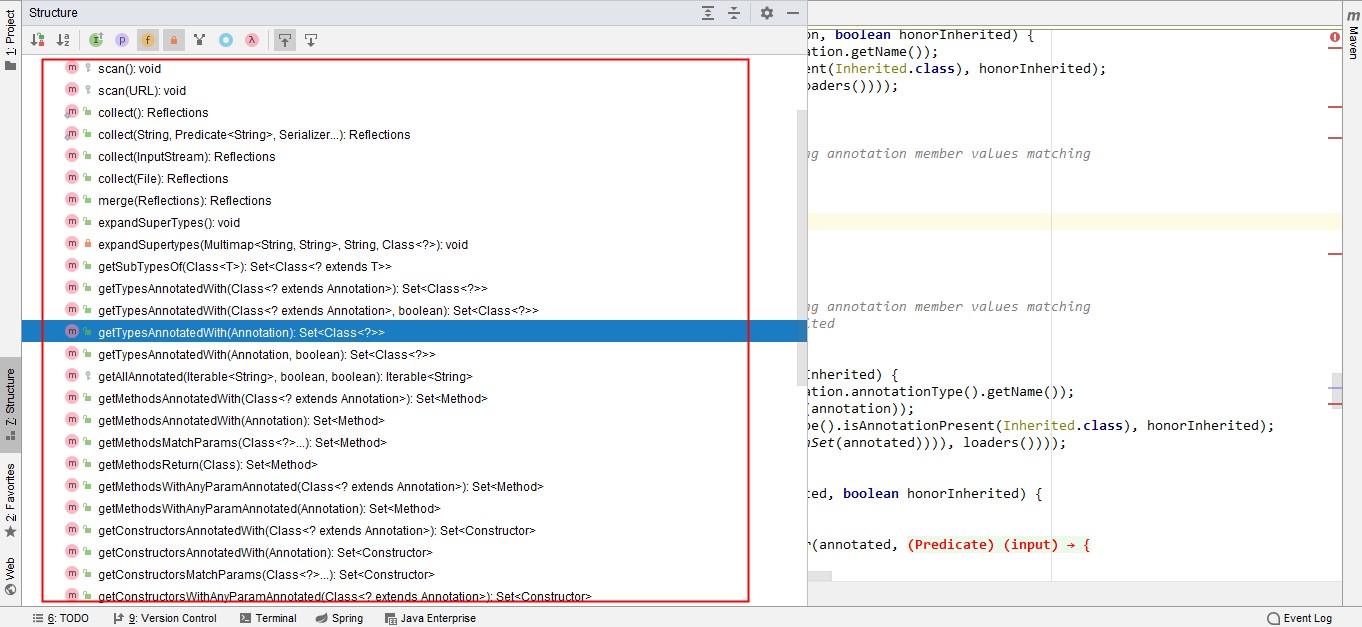 Structure
1: Project
Z: Structure
2: Favorites
Web
scan(): void
scan(URL): void
collect(): Reflections
collect(String, Predicate<String>, Serializer...): Reflections
collect(InputStream): Reflections
collect(File): Reflections
merge(Reflections): Reflections
expandSuperTypes(): void
expandSupertypes(Multimap<String, String>, String, Class<?>): void
getSubTypesOf(Class<T>): Set<Class<? extends T>>
getTypesAnnotatedWith(Class<? extends Annotation>): Set<Class<?>>
getTypesAnnotatedWith(Class<? extends Annotation>, boolean): Set<Class<?>>
getTypesAnnotatedWith(Annotation): Set<Class<?>>
getTypesAnnotatedWith(Annotation, boolean): Set<Class<?>>
getAllAnnotated(Iterable<String>, boolean, boolean): Iterable<String>
getMethodsAnnotatedWith(Class<? extends Annotation>): Set<Method>
getMethodsAnnotatedWith(Annotation): Set<Method>
getMethodsMatchParams(Class<?>...): Set<Method>
getMethodsReturn(Class): Set<Method>
getMethodsWithAnyParamAnnotated(Class<? extends Annotation>): Set<Method>
getMethodsWithAnyParamAnnotated(Annotation): Set<Method>
getConstructorsAnnotatedWith(Class<? extends Annotation>): Set<Constructor>
getConstructorsAnnotatedWith(Annotation): Set<Constructor>
getConstructorsMatchParams(Class<?>...): Set<Constructor>
getConstructorsWithAnyParamAnnotated(Class<? extends Annotation>): Set<Constructor>
on, boolean honorInherited) {
ation.getName());
ent(Inherited.class), honorInherited);
oaders())));
ng annotation member values matching
ng annotation member values matching
ited
Inherited) {
ation.annotationType().getName());
(annotation));
pe().isAnnotationPresent(Inherited.class), honorInherited);
nSet(annotated)))), loaders())));
ted, boolean honorInherited) {
r(annotated, (Predicate) (input) → {
Maven
6: TODO
9: Version Control
Terminal
Spring
Java Enterprise
Event Log